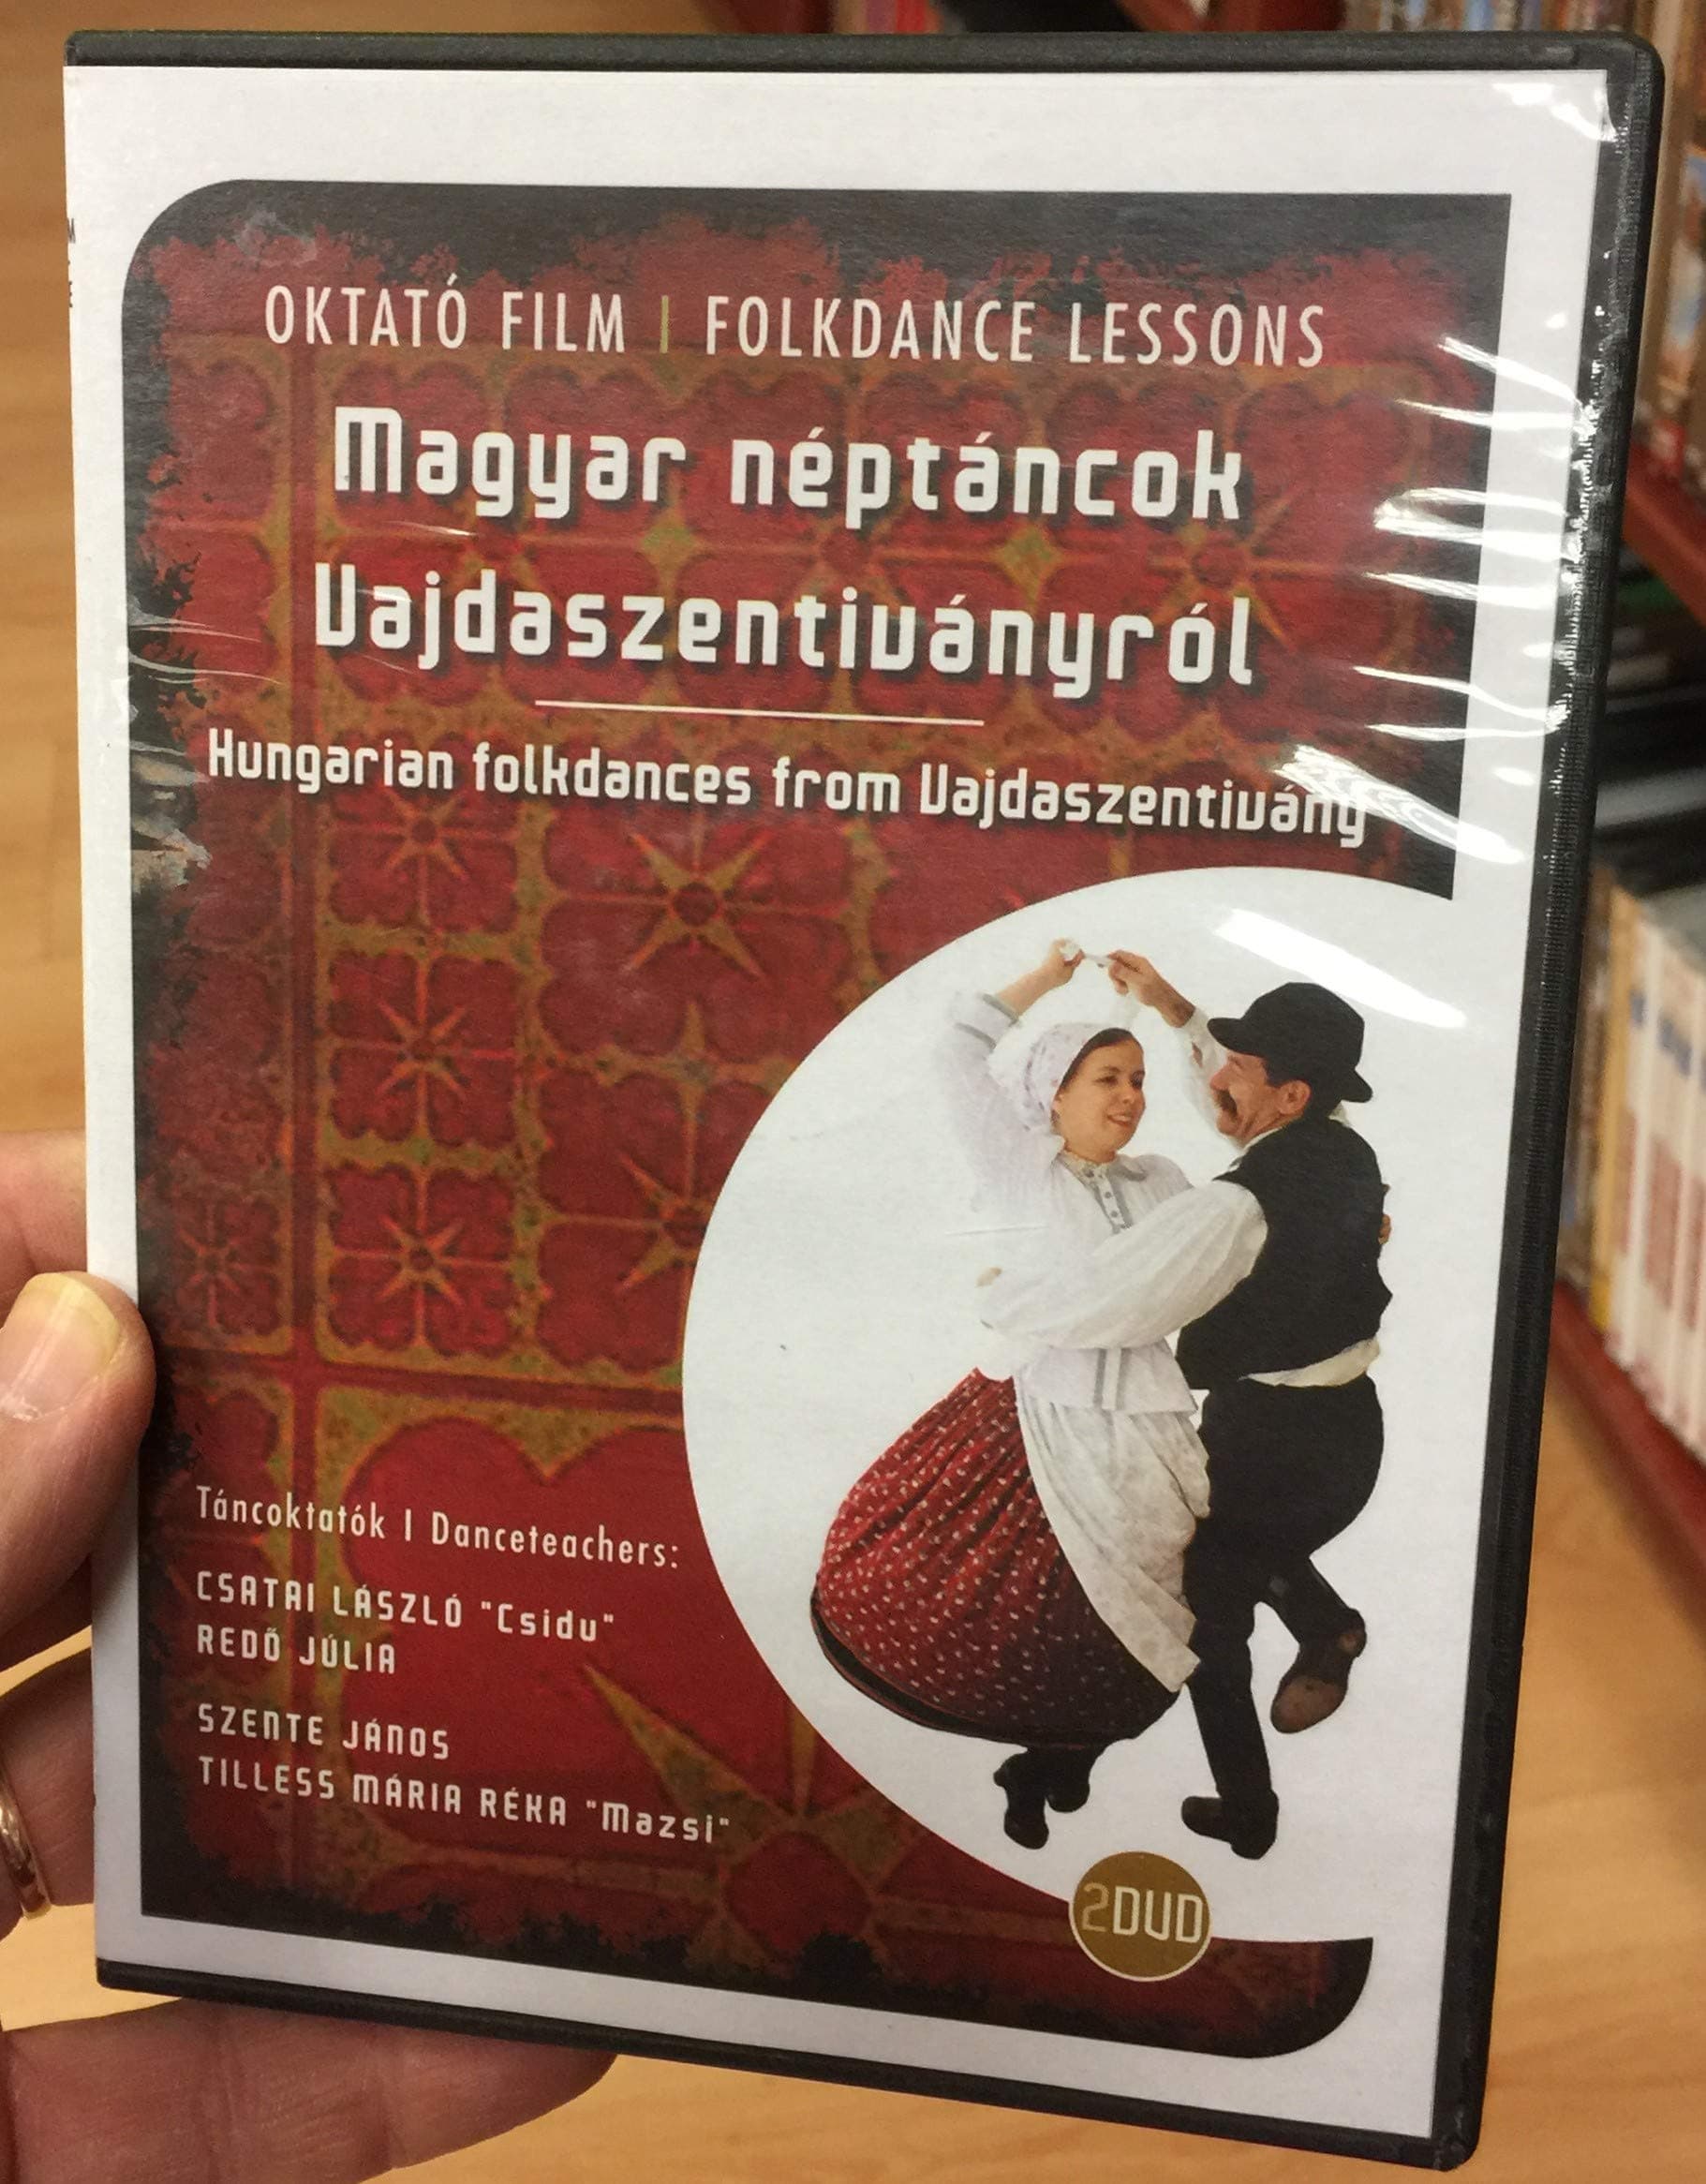 OKTATÓ FILM | FOLKDANCE LESSONS
Magyar néptáncok
Vajdaszentiványról
Hungarian folkdances from Vajdaszentivány
Táncoktatók | Danceteachers:
CSATAI LÁSZLÓ "Csidu"
REDŐ JÚLIA
SZENTE JÁNOS
TILLESS MÁRIA RÉKA "Mazsi"
2DVD